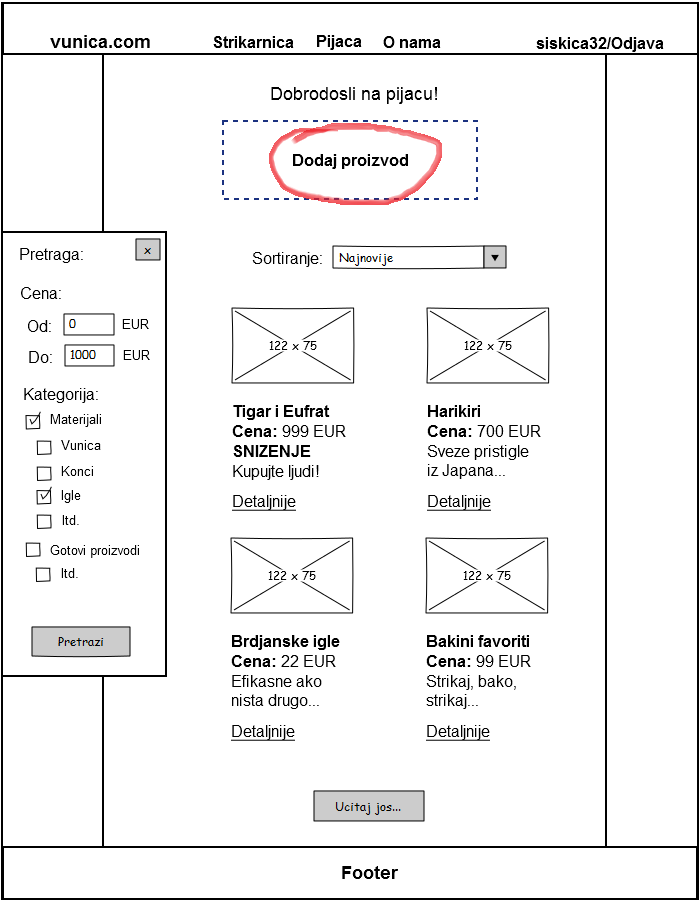 vunica.com Strikarnica Pijaca O nama siskica32/Odjava
Dobrodosli na pijacu!
Dodaj proizvod
Pretraga: x
Cena:
Od: 0 EUR
Do: 1000 EUR
Kategorija:
Materijali
Vunica
Konci
Igle
Itd.
Gotovi proizvodi
Itd.
Pretrazi
Sortiranje: Najnovije
122 x 75
Tigar i Eufrat
Cena: 999 EUR
SNIZENJE
Kupujte ljudi!
Detaljnije
122 x 75
Harikiri
Cena: 700 EUR
Sveze pristigle
iz Japana...
Detaljnije
122 x 75
Brdjanske igle
Cena: 22 EUR
Efikasne ako
nista drugo...
Detaljnije
122 x 75
Bakini favoriti
Cena: 99 EUR
Strikaj, bako,
strikaj...
Detaljnije
Ucitaj jos...
Footer